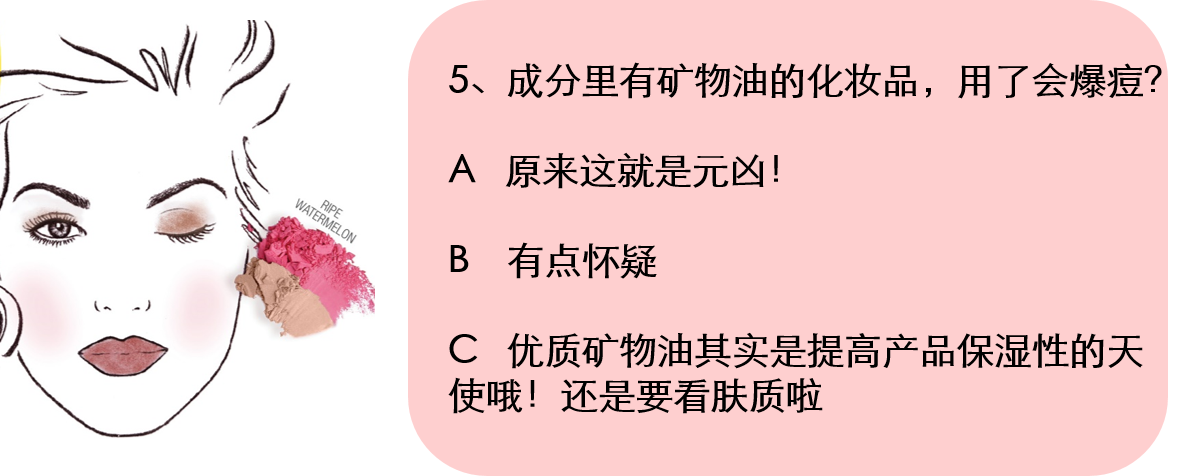 RIPE
WATERMELON
5、成分里有矿物油的化妆品，用了会爆痘？
A 原来这就是元凶！
B 有点怀疑
C 优质矿物油其实是提高产品保湿性的天
使哦！还是要看肤质啦